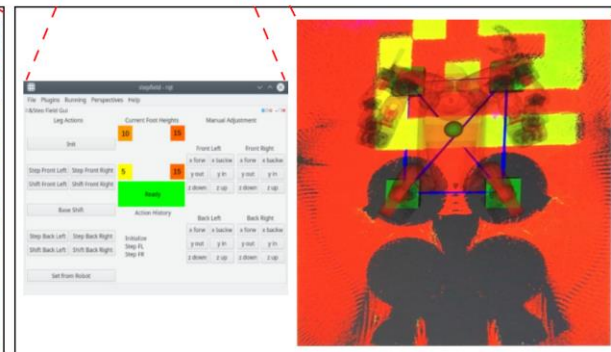 stepfield - rqt
File Plugins Running Perspectives Help
Step Field Gui
Leg Actions Current Foot Heights Manual Adjustment
Init
10 15
Front Left Front Right
x forw x backw x forw x backw
Step Front Left Step Front Right 5 15 y out y in y out y in
Shift Front Left Shift Front Right Ready z down z up z down z up
Base Shift
Action History
Back Left Back Right
x forw x backw x forw x backw
Step Back Left Step Back Right Initialize y out y in y out y in
Shift Back Left Shift Back Right Step FL z down z up z down z up
Step FR
Set from Robot